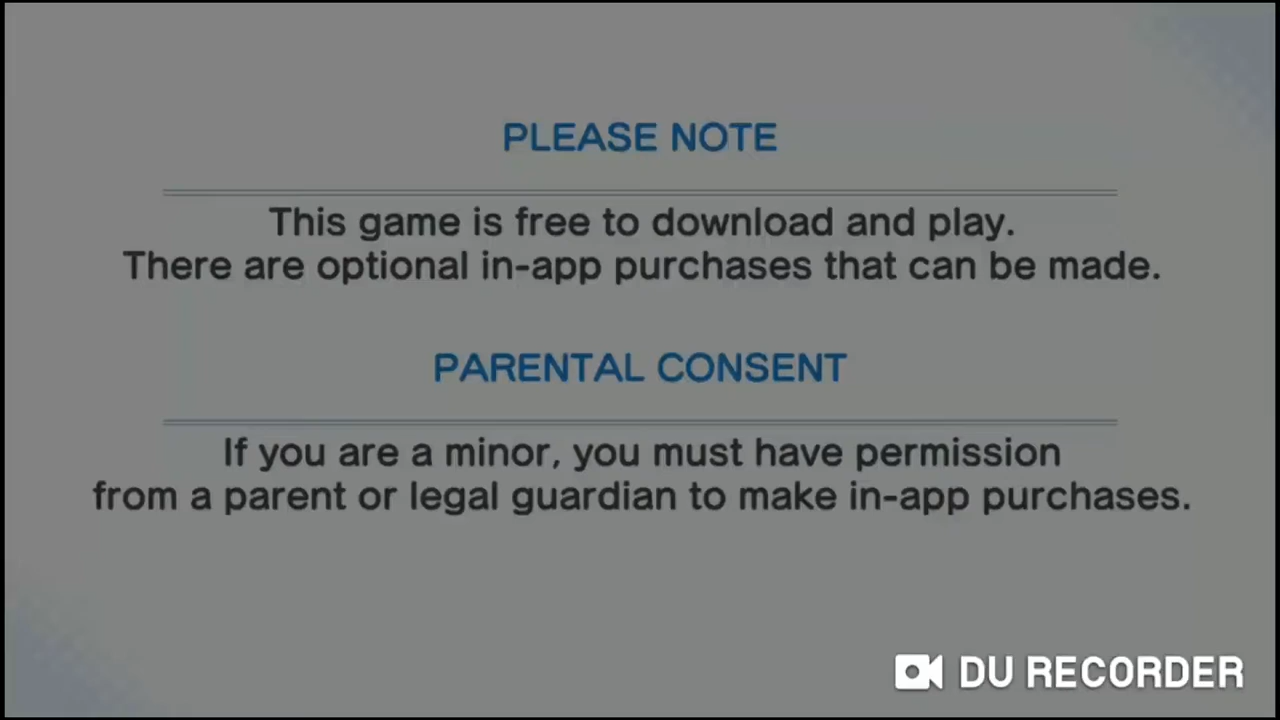 PLEASE NOTE
This game is free to download and play.
There are optional in-app purchases that can be made.
PARENTAL CONSENT
If you are a minor, you must have permission
from a parent or legal guardian to make in-app purchases.
DU RECORDER